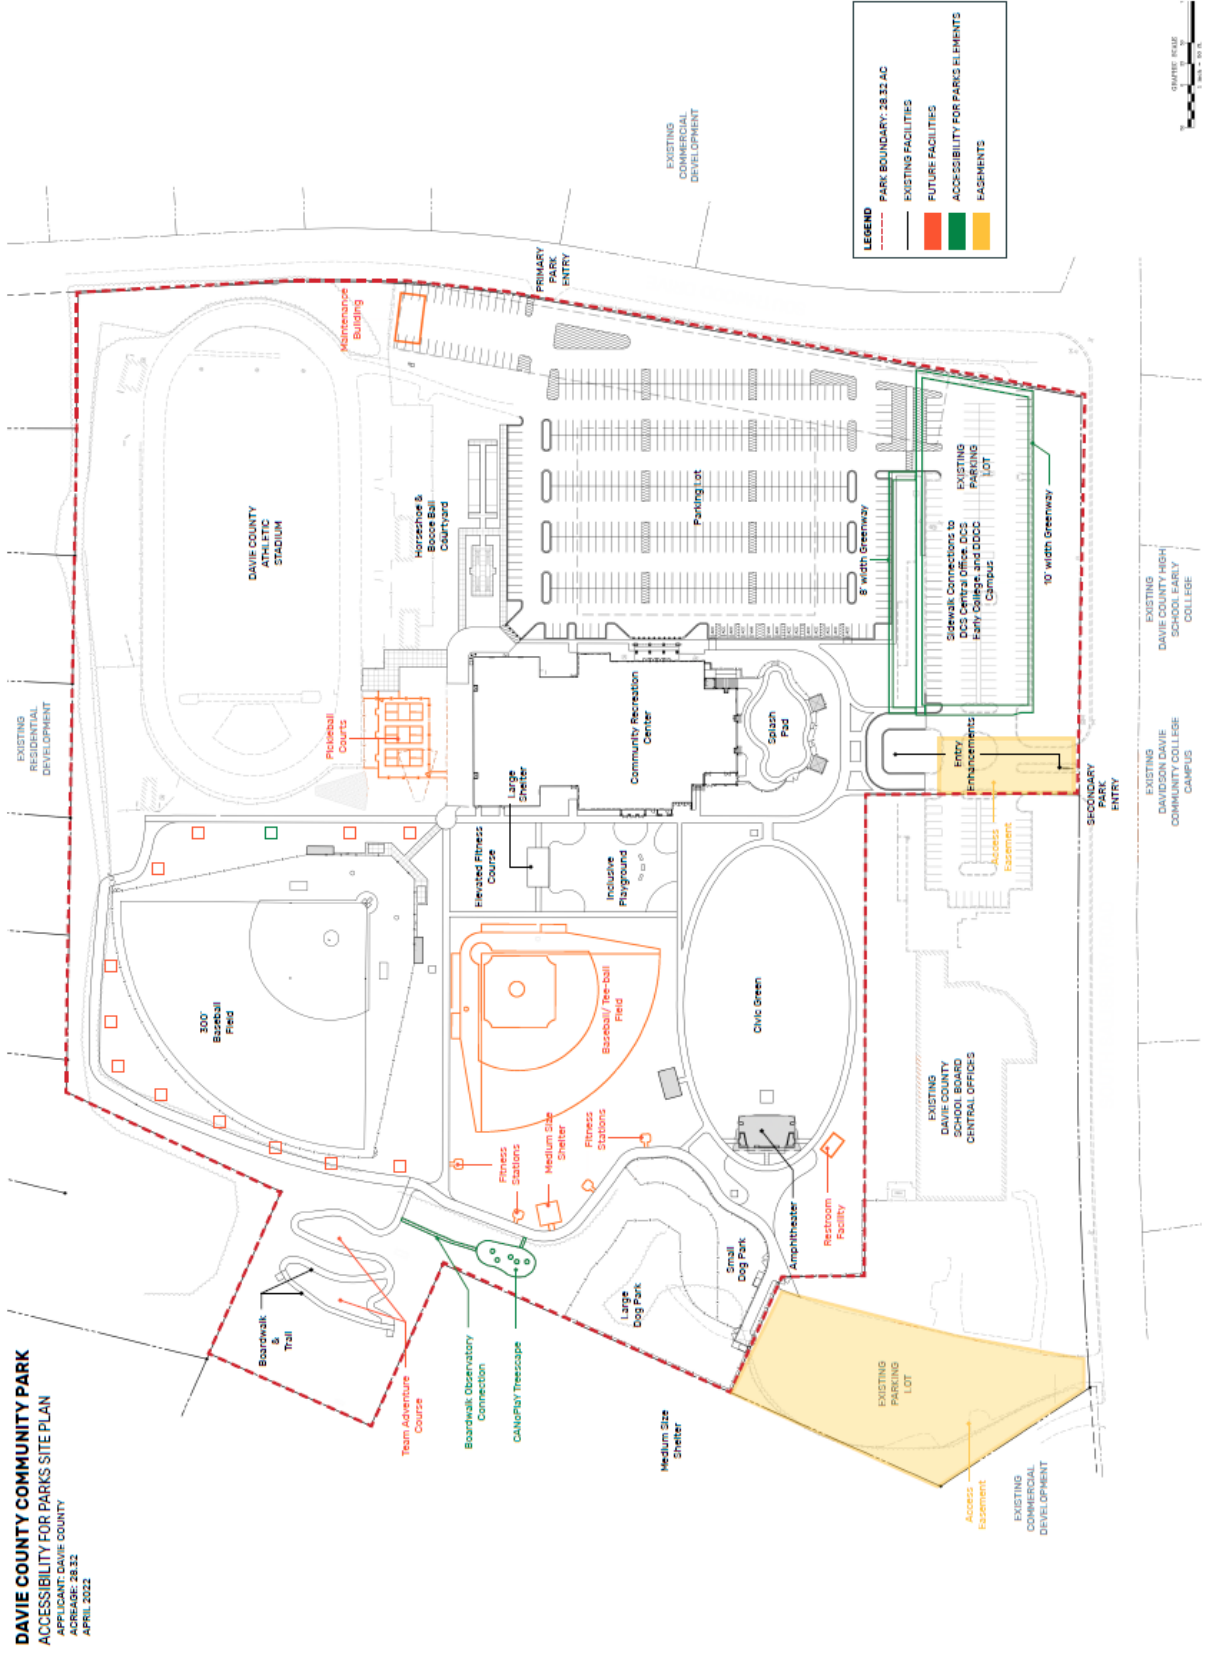 DAVIE COUNTY COMMUNITY PARK
ACCESSIBILITY FOR PARKS SITE PLAN
APPLICANT: DAVIE COUNTY
ACREAGE: 28.32
APRIL 2022
EXISTING
RESIDENTIAL
DEVELOPMENT
DAVIE COUNTY
ATHLETIC
STADIUM
Maintenance
Building
PRIMARY
PARK
ENTRY
EXISTING
COMMERCIAL
DEVELOPMENT
Pickleball
Courts
Horseshoe &
Bocce Ball
Courtyard
300'
Baseball
Field
Boardwalk
&
Trail
Team Adventure
Course
Boardwalk Observatory
Connection
CANoPlaY Treescape
Fitness
Stations
Medium Size
Shelter
Fitness
Stations
Baseball/ Tee-ball
Field
Elevated Fitness
Course
Large
Shelter
Inclusive
Playground
Community Recreation
Center
Parking Lot
Medium Size
Shelter
Large
Dog Park
Small
Dog Park
Amphitheater
Restroom
Facility
Civic Green
Splash
Pad
8' width Greenway
Sidewalk Connections to
DCS Central Office, DCS
Early College, and DDCC
Campus
EXISTING
PARKING
LOT
10' width Greenway
Entry
Enhancements
Access
Easement
SECONDARY
PARK
ENTRY
EXISTING
PARKING
LOT
EXISTING
DAVIE COUNTY
SCHOOL BOARD
CENTRAL OFFICES
Access
Easement
EXISTING
COMMERCIAL
DEVELOPMENT
EXISTING
DAVIDSON DAVIE
COMMUNITY COLLEGE
CAMPUS
EXISTING
DAVIE COUNTY HIGH
SCHOOL EARLY
COLLEGE
LEGEND
PARK BOUNDARY: 28.32 AC
EXISTING FACILITIES
FUTURE FACILITIES
ACCESSIBILITY FOR PARKS ELEMENTS
EASEMENTS
GRAPHIC SCALE